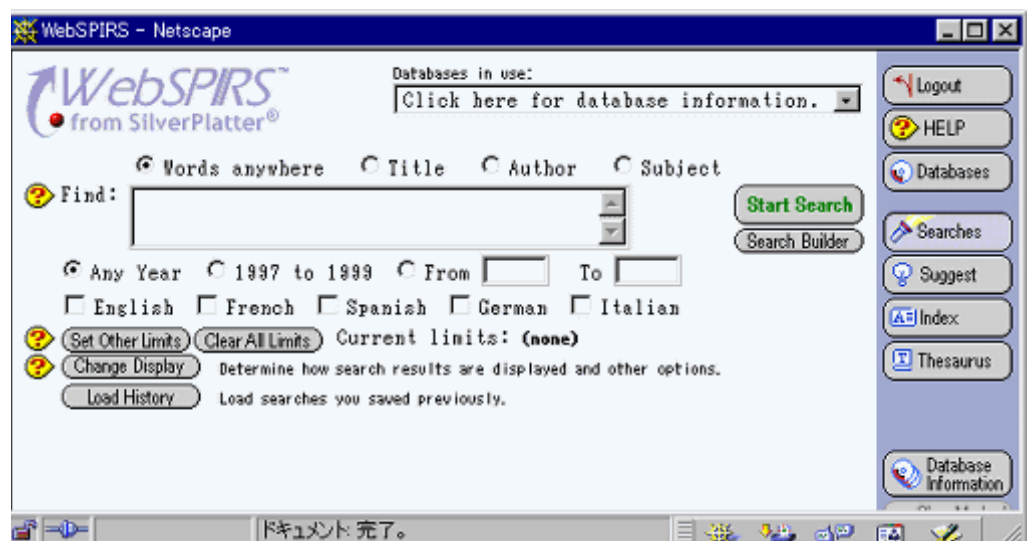 WebSPIRS - Netscape
WebSPIRS™
from SilverPlatter®
Databases in use:
Click here for database information.
Words anywhere Title Author Subject
Find:
Start Search
Search Builder
Any Year 1997 to 1999 From To
English French Spanish German Italian
Set Other Limits Clear All Limits Current limits: (none)
Change Display Determine how search results are displayed and other options.
Load History Load searches you saved previously.
Logout
HELP
Databases
Searches
Suggest
Index
Thesaurus
Database
Information
ドキュメント: 完了。